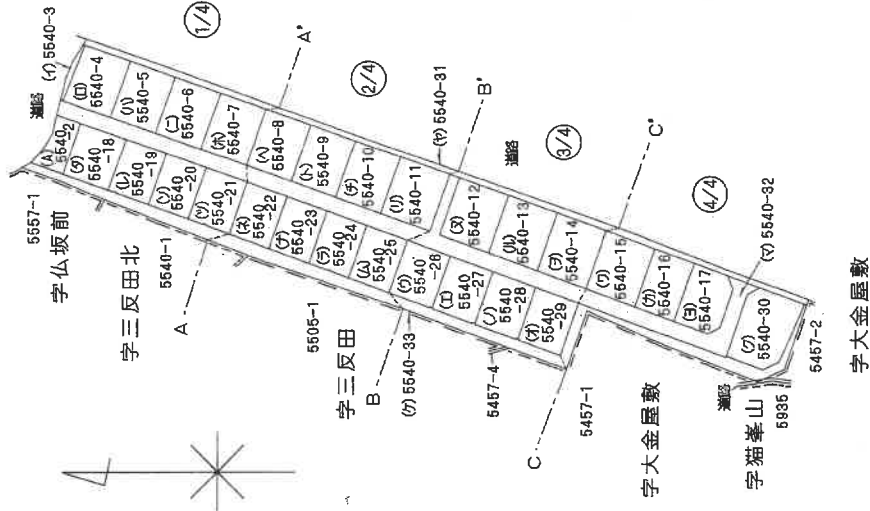 (イ) 5540-3
1/4
道路
(ロ)
5540-4
(ハ)
5540-5
(ニ)
5540-6
(ホ)
5540-7
A'
(ヘ)
5540-8
2/4
(ト)
5540-9
(チ)
5540-10
(リ)
5540-11
(ヤ) 5540-31
B'
道路
3/4
(ヌ)
5540-12
(ル)
5540-13
(ヲ)
5540-14
C'
(ワ)
5540-15
(カ)
5540-16
(ヨ)
5540-17
4/4
(マ) 5540-32
(A)
5540
-2
(タ)
5540
-18
(レ)
5540
-19
(ソ)
5540
-20
(ツ)
5540
-21
(ネ)
5540
-22
(ナ)
5540
-23
(ラ)
5540
-24
(ム)
5540
-25
(ウ)
5540
-26
(エ)
5540
-27
(ノ)
5540
-28
(オ)
5540
-29
(ク)
5540-30
5557-1
字仏坂前
5540-1
字三反田北
A
5505-1
字三反田
B
(ケ) 5540-33
5457-4
C
5457-1
字大金屋敷
道路
字猫峯山
5935
5457-2
字大金屋敷